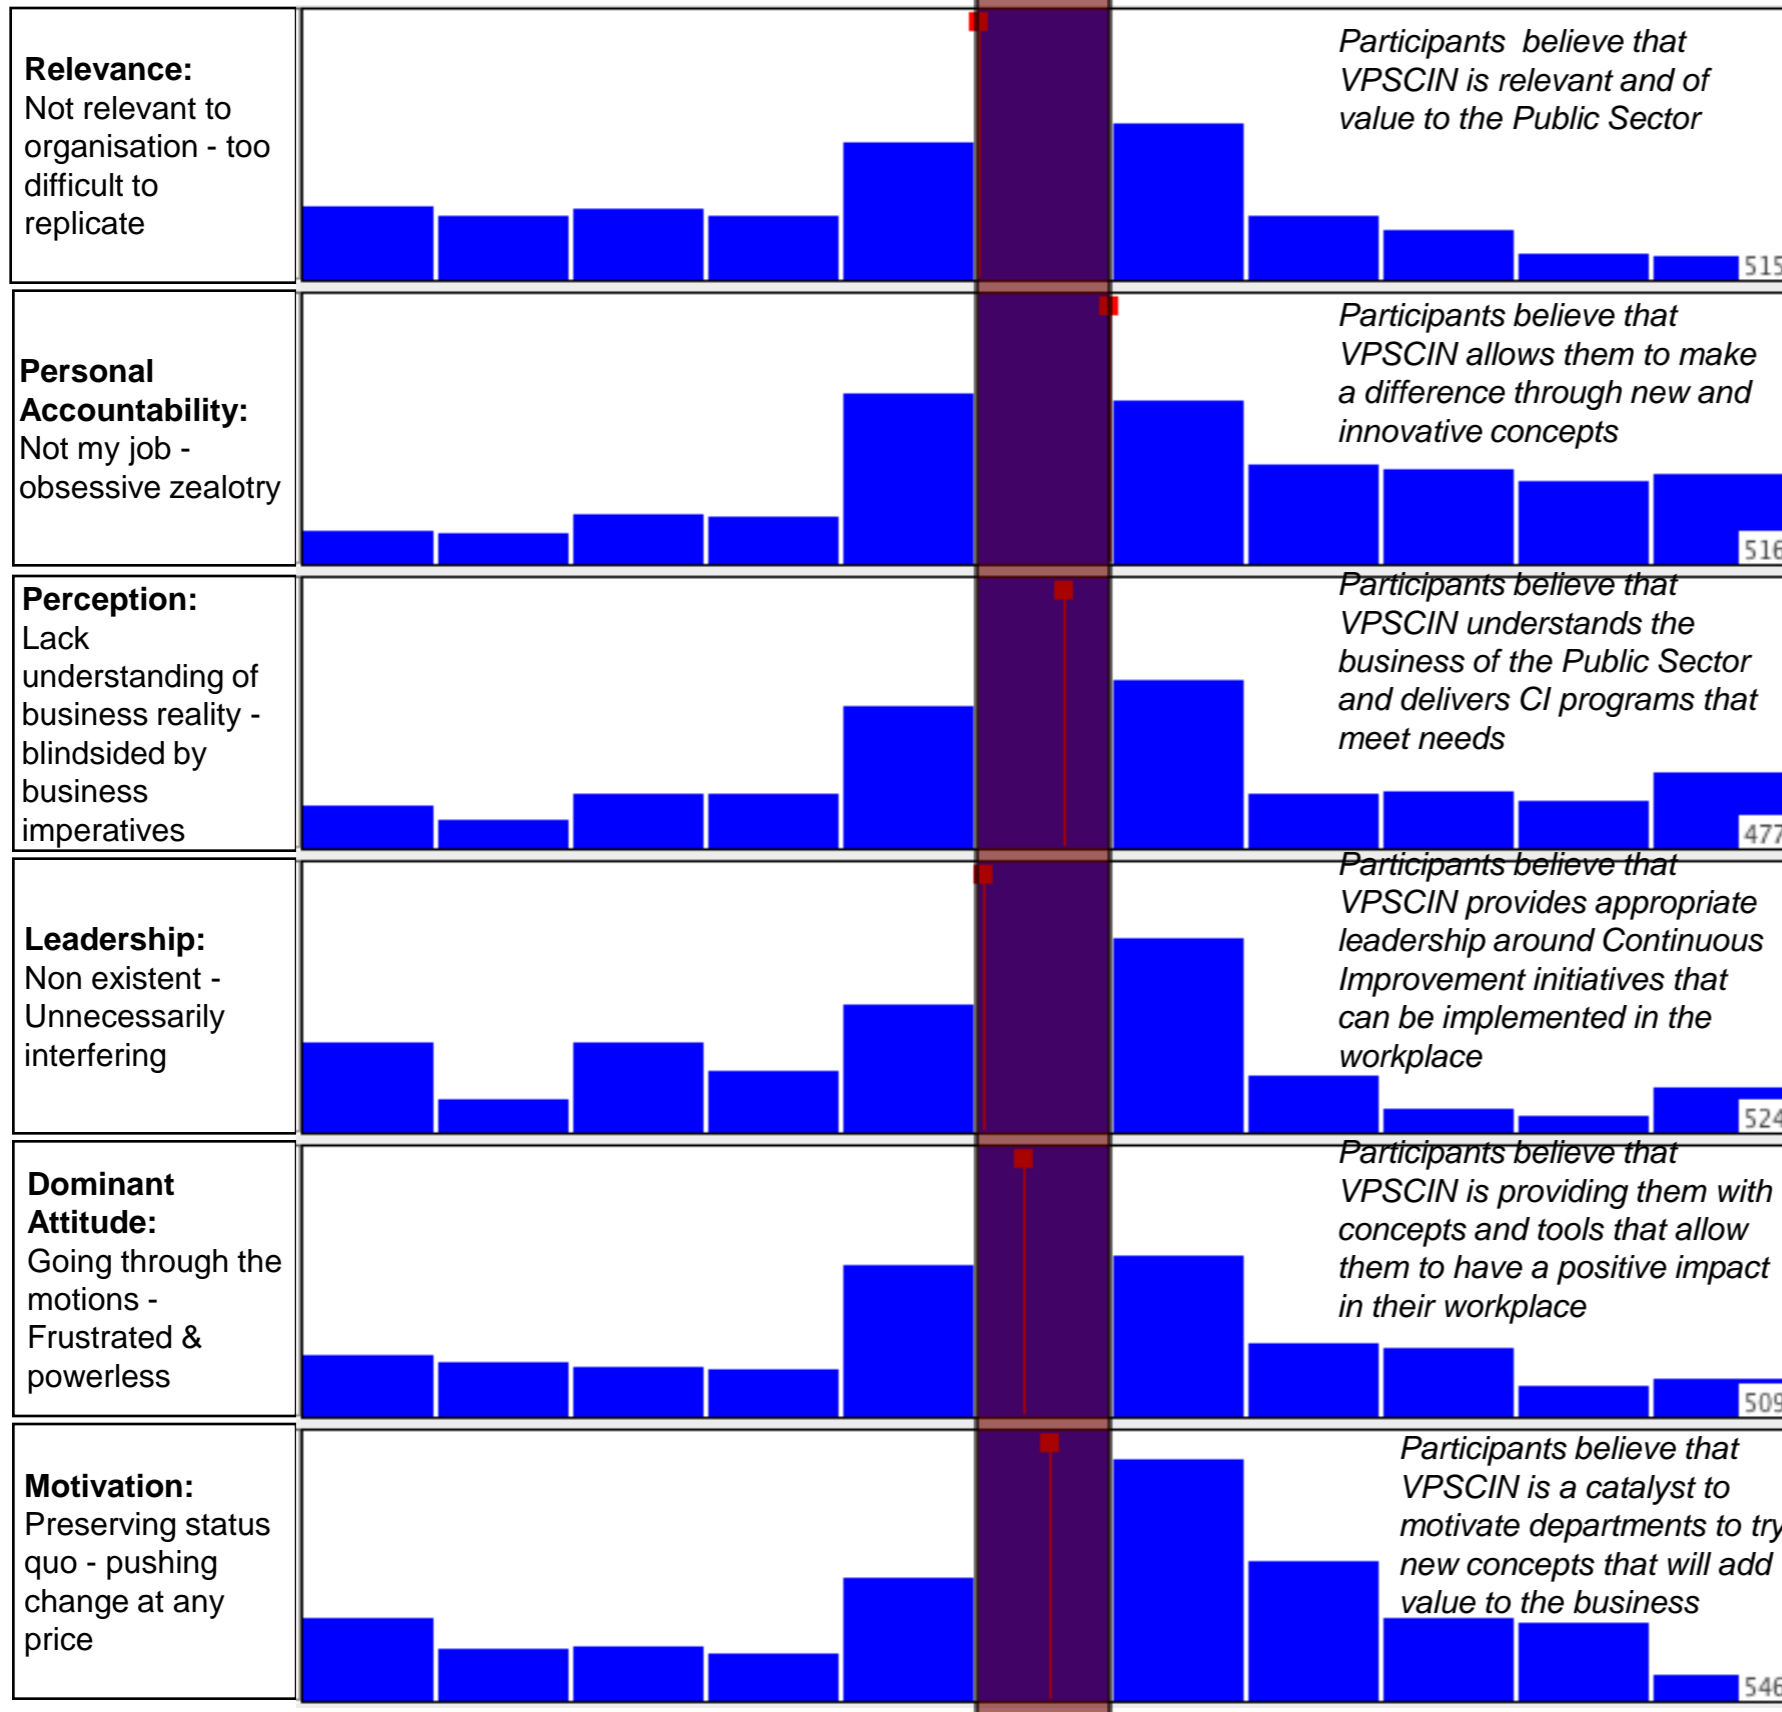 Relevance:
Not relevant to
organisation - too
difficult to
replicate
Participants believe that
VPSCIN is relevant and of
value to the Public Sector
515
Personal
Accountability:
Not my job -
obsessive zealotry
Participants believe that
VPSCIN allows them to make
a difference through new and
innovative concepts
516
Perception:
Lack
understanding of
business reality -
blindsided by
business
imperatives
Participants believe that
VPSCIN understands the
business of the Public Sector
and delivers CI programs that
meet needs
477
Leadership:
Non existent -
Unnecessarily
interfering
Participants believe that
VPSCIN provides appropriate
leadership around Continuous
Improvement initiatives that
can be implemented in the
workplace
524
Dominant
Attitude:
Going through the
motions -
Frustrated &
powerless
Participants believe that
VPSCIN is providing them with
concepts and tools that allow
them to have a positive impact
in their workplace
509
Motivation:
Preserving status
quo - pushing
change at any
price
Participants believe that
VPSCIN is a catalyst to
motivate departments to try
new concepts that will add
value to the business
546